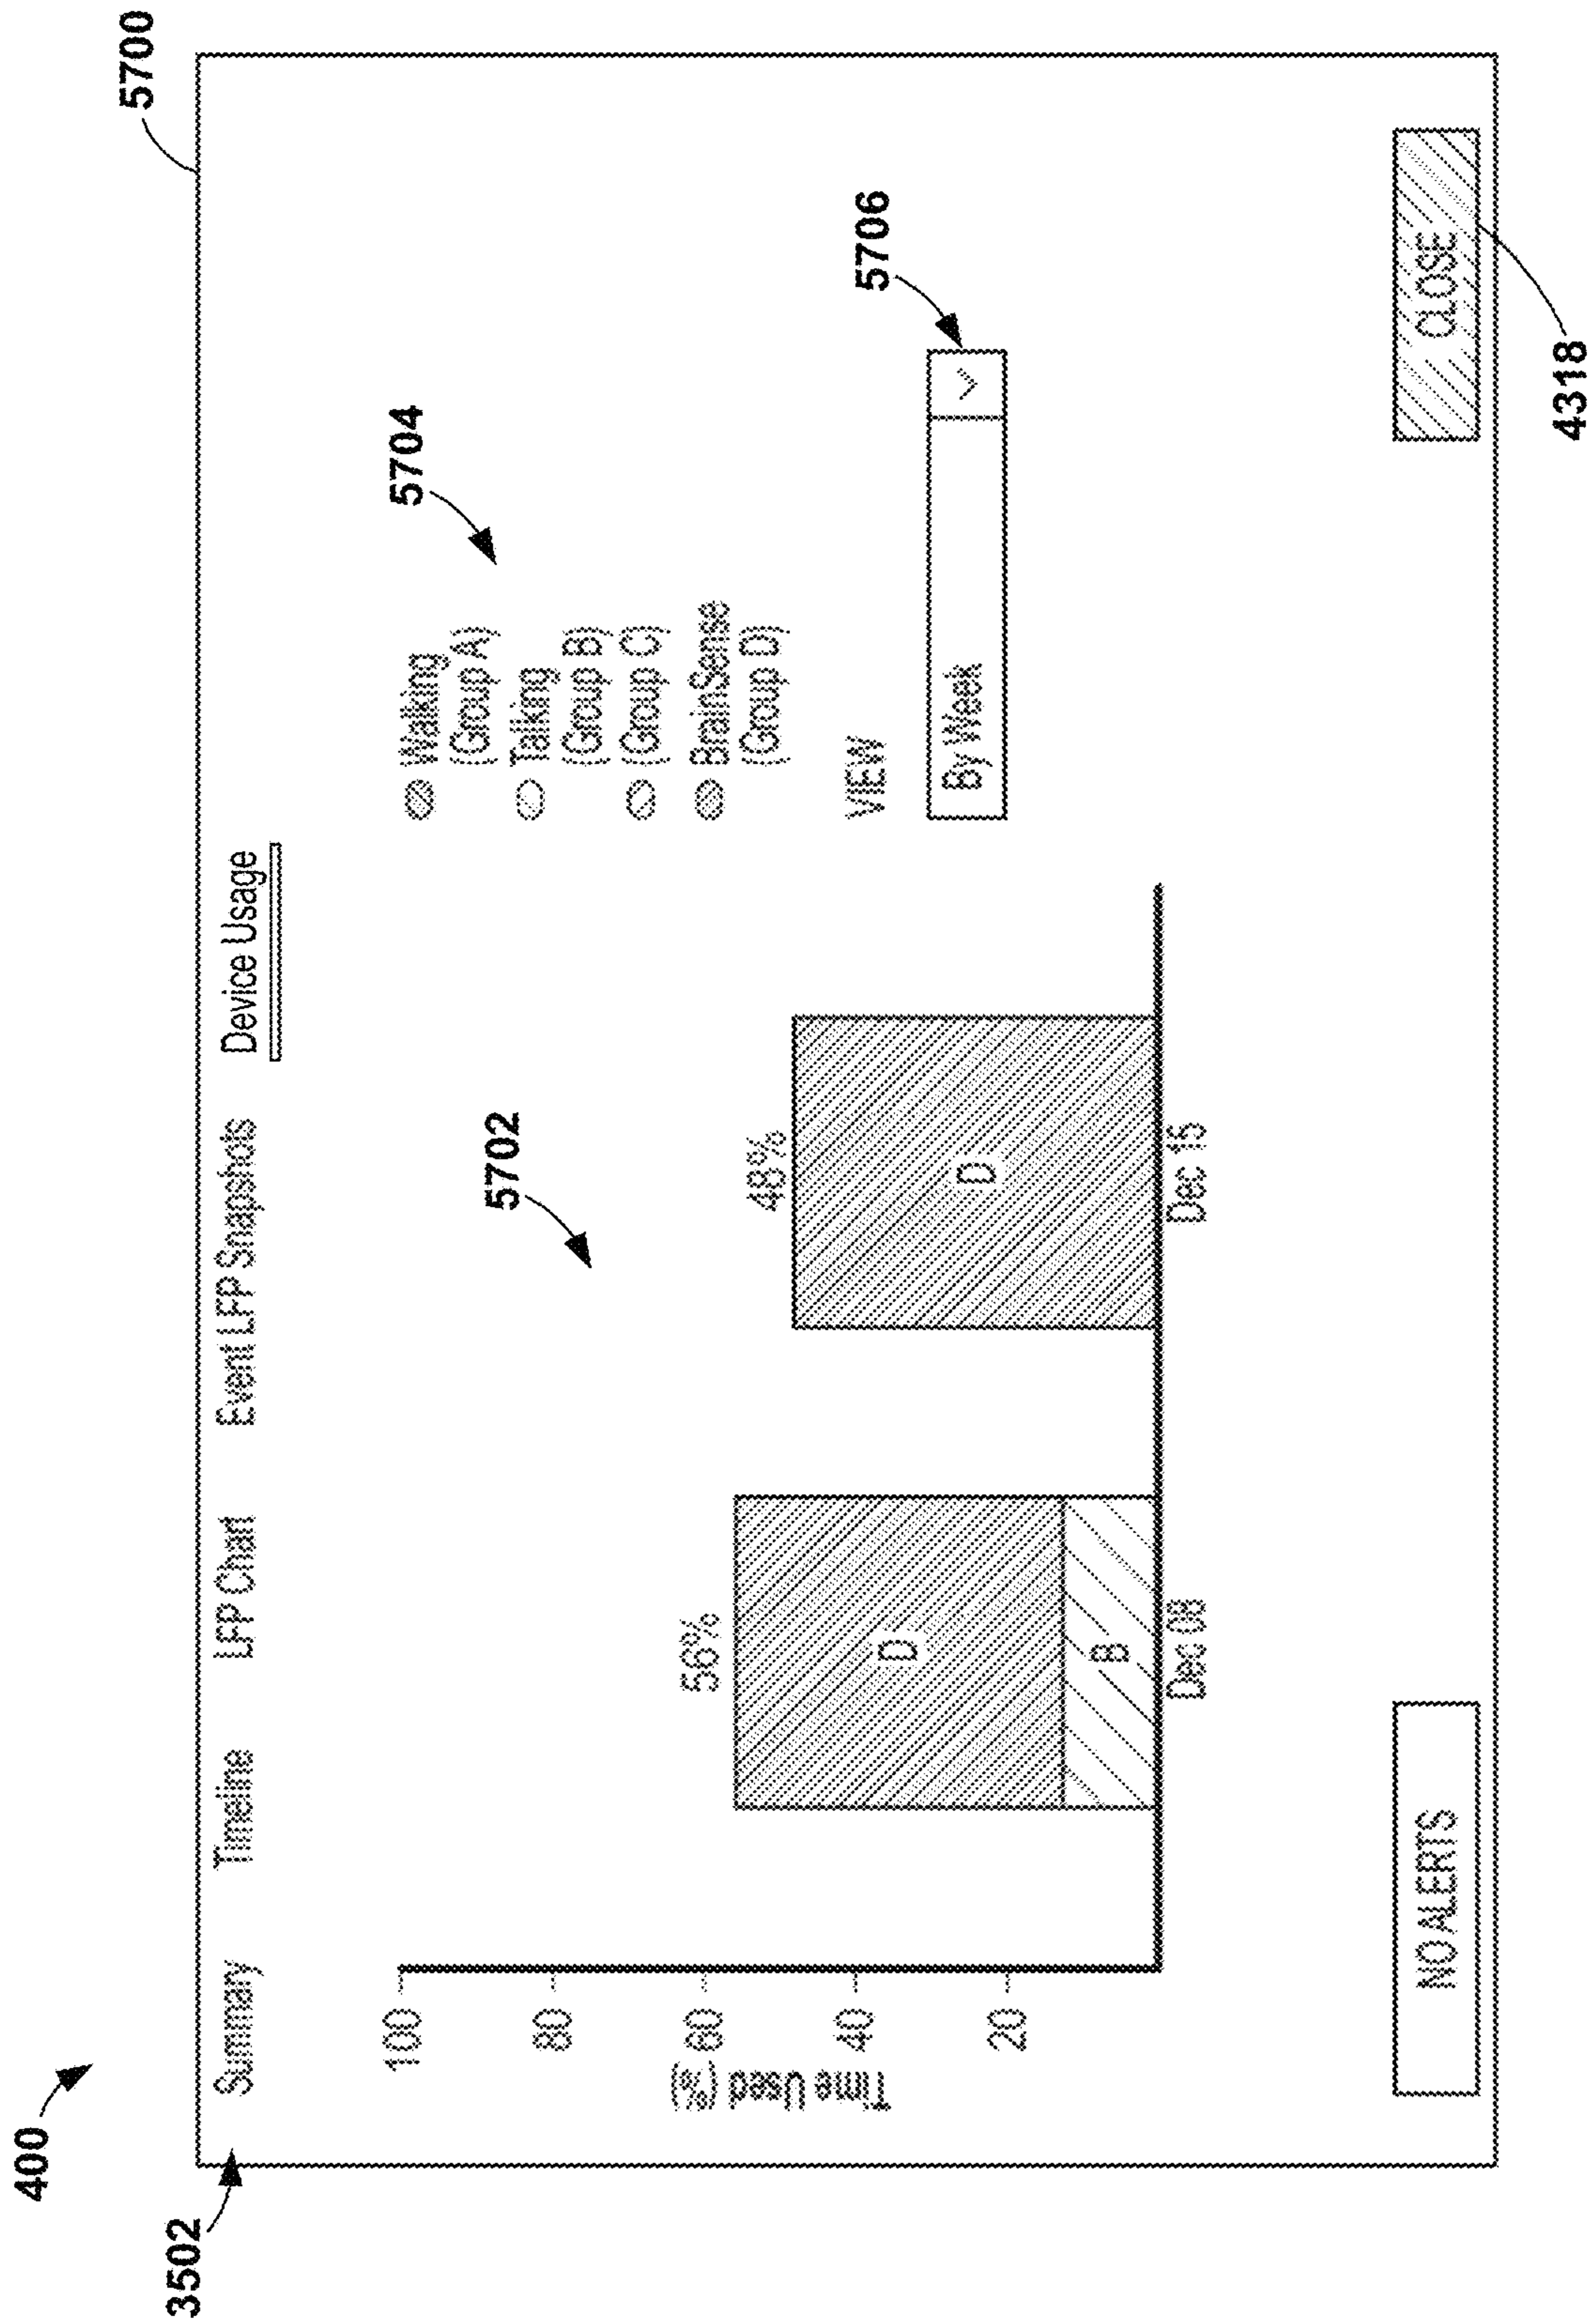 400
3502
5700
Summary
Timeline
LFP Chart
Event LFP Snapshots
Device Usage
5702
5704
5706
Time Used (%)
100
80
60
40
20
56%
D
B
Dec 08
48%
D
Dec 15
Walking
(Group A)
Talking
(Group B)
(Group C)
BrainSense
(Group D)
VIEW
By Week
NO ALERTS
CLOSE
4318